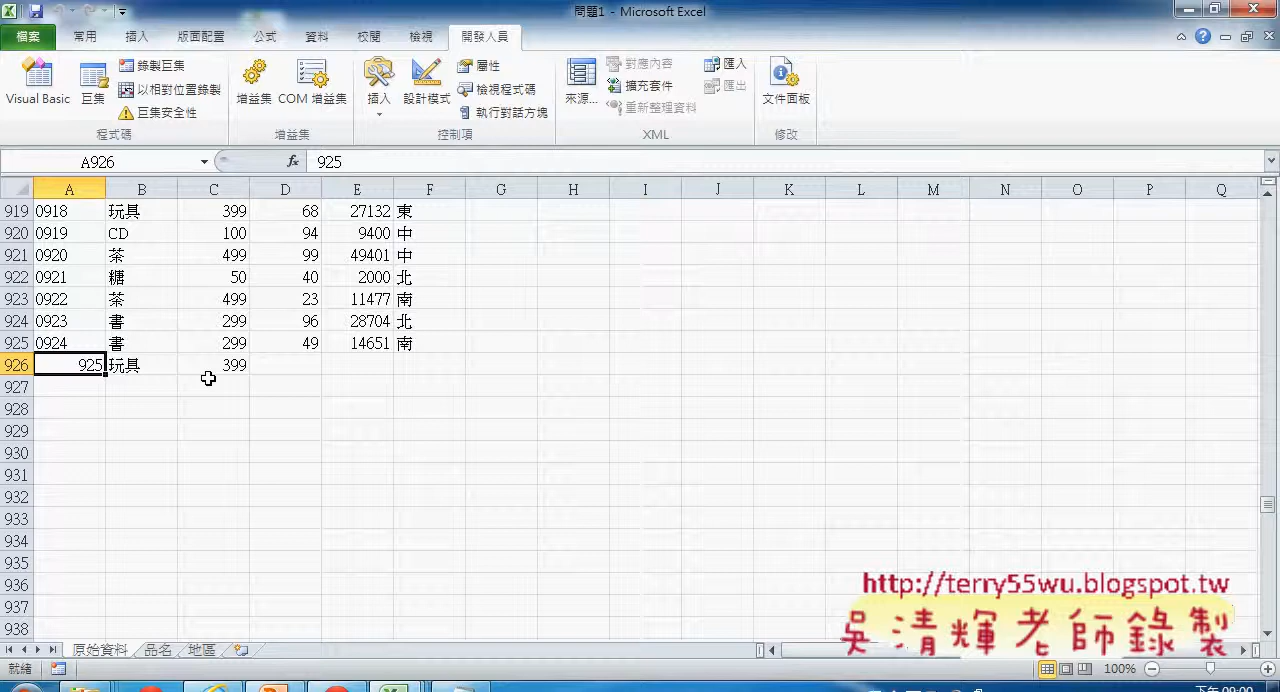 問題1 - Microsoft Excel
檔案 常用 插入 版面配置 公式 資料 校閱 檢視 開發人員
Visual Basic 巨集 錄製巨集 以相對位置錄製 巨集安全性 程式碼
增益集 COM 增益集 增益集
插入 設計模式 屬性 檢視程式碼 執行對話方塊 控制項
來源... 對應內容 擴充套件 重新整理資料 匯入 匯出 XML
文件面板 修改
A926 fx 925
A B C D E F G H I J K L M N O P Q
919 0918 玩具 399 68 27132 東
920 0919 CD 100 94 9400 中
921 0920 茶 499 99 49401 中
922 0921 糖 50 40 2000 北
923 0922 茶 499 23 11477 南
924 0923 書 299 96 28704 北
925 0924 書 299 49 14651 南
926 925 玩具 399
927
928
929
930
931
932
933
934
935
936
937
938
http://terry55wu.blogspot.tw
吳清輝老師錄製
原始資料 品名 地區
就緒 100%
下午 09:00